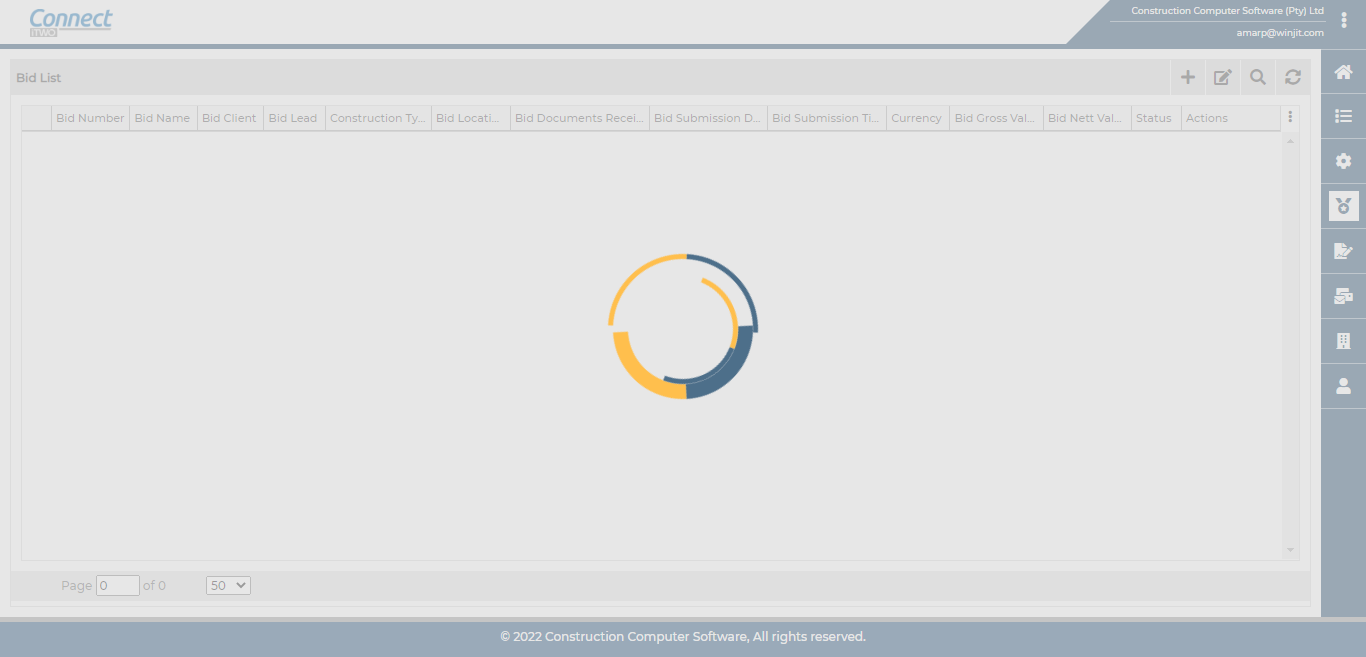 Connect
iTWO
Construction Computer Software (Pty) Ltd
amarp@winjit.com
Bid List
Bid Number Bid Name Bid Client Bid Lead Construction Ty... Bid Locati... Bid Documents Recei... Bid Submission D... Bid Submission Ti... Currency Bid Gross Val... Bid Nett Val... Status Actions
Page 0 of 0 50
© 2022 Construction Computer Software, All rights reserved.